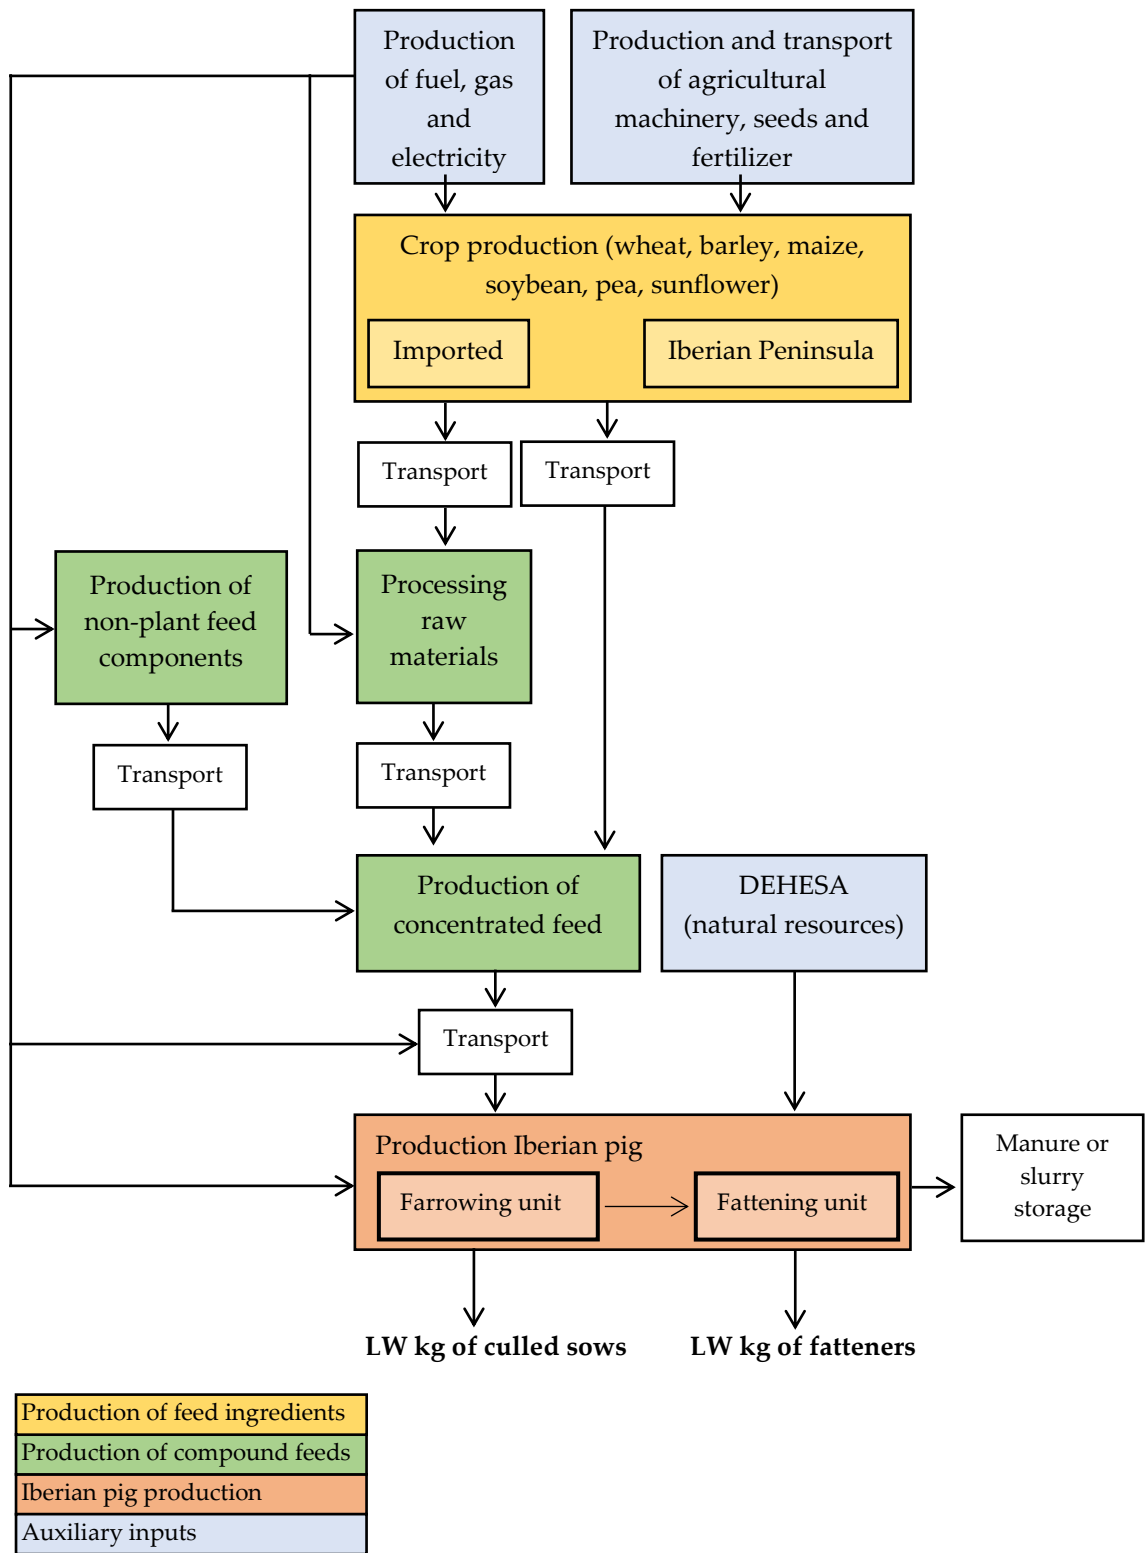 Production
of fuel, gas
and
electricity
Production and transport
of agricultural
machinery, seeds and
fertilizer
Crop production (wheat, barley, maize,
soybean, pea, sunflower)
Imported
Iberian Peninsula
Transport
Transport
Production of
non-plant feed
components
Processing
raw
materials
Transport
Transport
Production of
concentrated feed
DEHESA
(natural resources)
Transport
Production Iberian pig
Farrowing unit
Fattening unit
Manure or
slurry
storage
LW kg of culled sows
LW kg of fatteners
Production of feed ingredients
Production of compound feeds
Iberian pig production
Auxiliary inputs